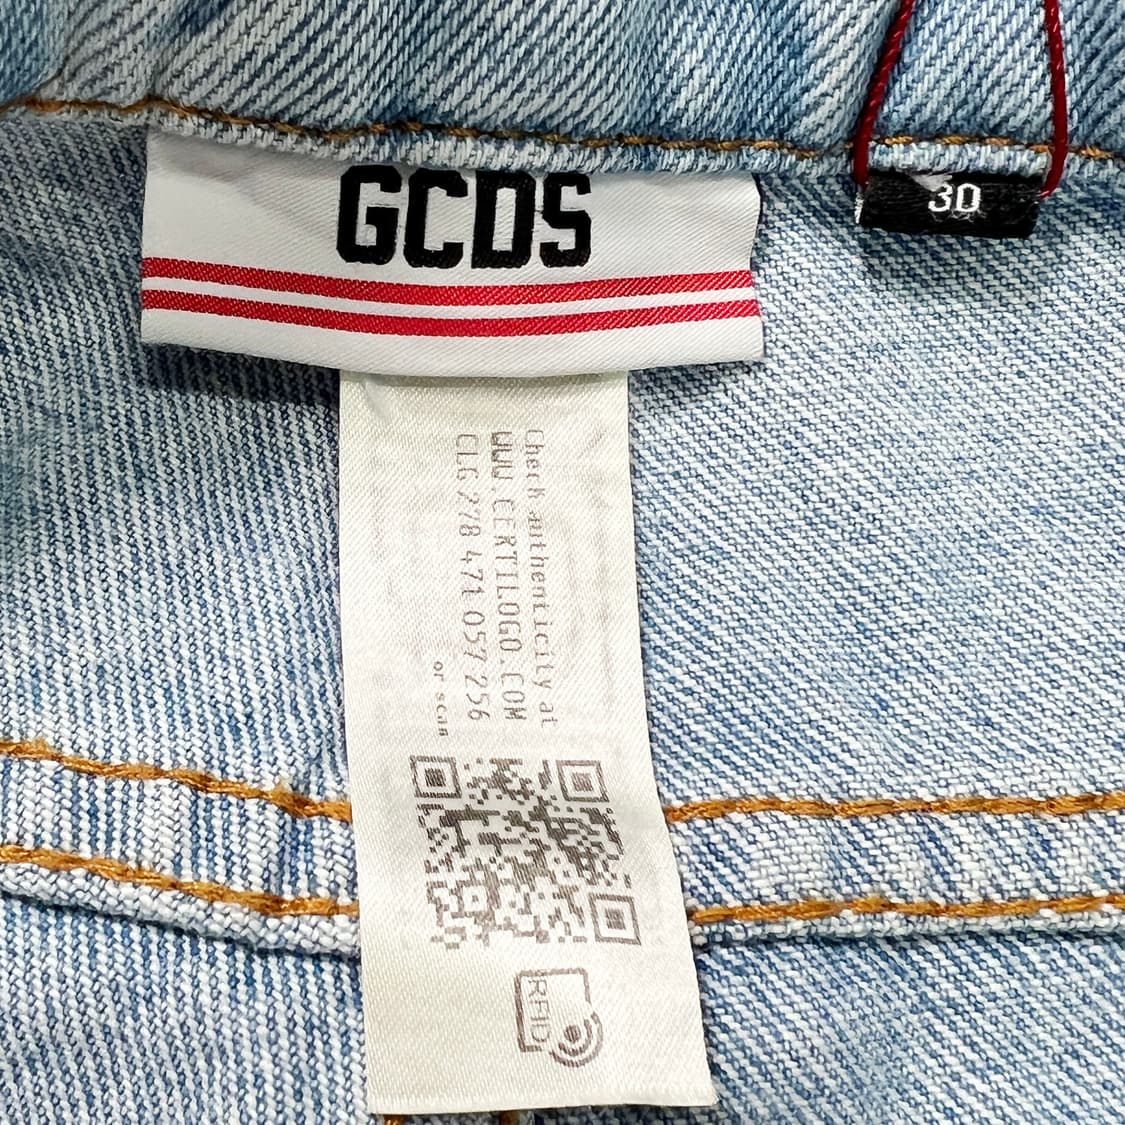 GCDS
30
Check authenticity at
WWW.CERTILOGO.COM
CLG 278 471 057 256
or scan
RFID